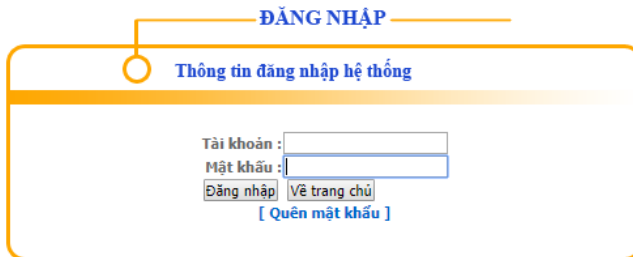 ĐĂNG NHẬP
Thông tin đăng nhập hệ thống
Tài khoản :
Mật khẩu :
Đăng nhập Về trang chủ
[ Quên mật khẩu ]